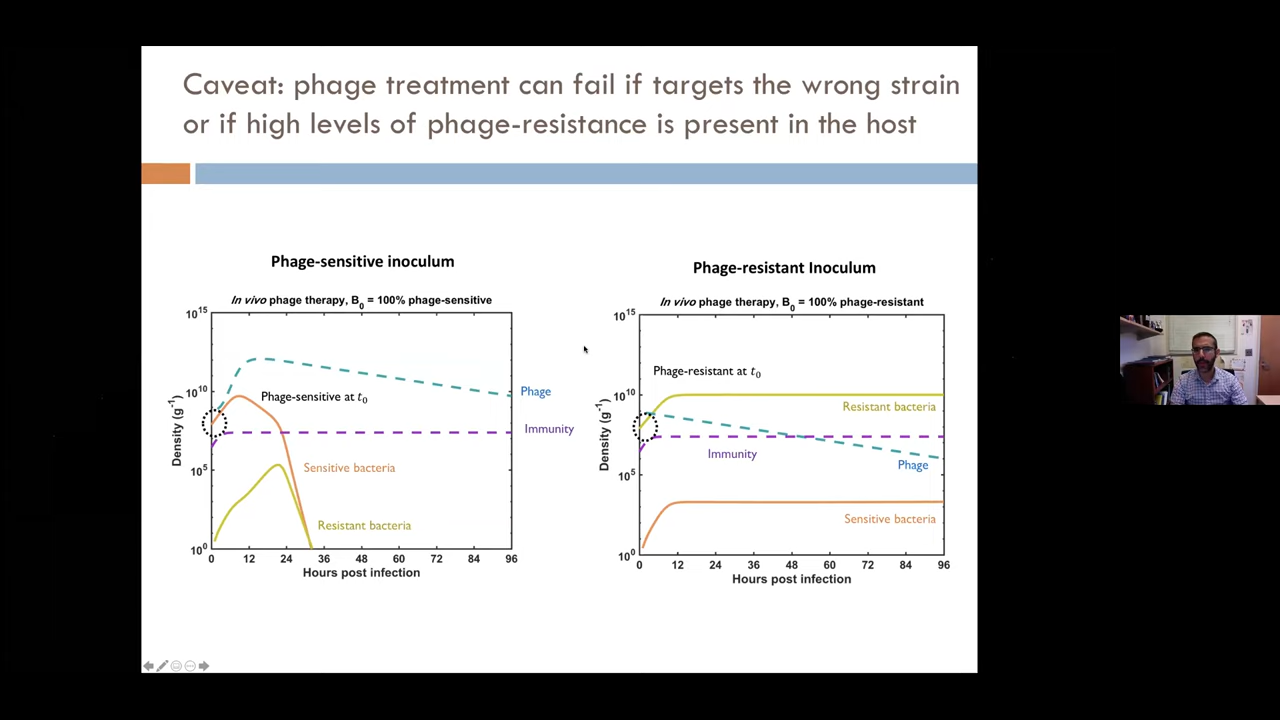 Caveat: phage treatment can fail if targets the wrong strain
or if high levels of phage-resistance is present in the host
Phage-sensitive inoculum
In vivo phage therapy, B0 = 100% phage-sensitive
10^15
10^10
10^5
10^0
Density (g^-1)
Phage-sensitive at t0
Phage
Immunity
Sensitive bacteria
Resistant bacteria
0 12 24 36 48 60 72 84 96
Hours post infection
Phage-resistant Inoculum
In vivo phage therapy, B0 = 100% phage-resistant
10^15
10^10
10^5
10^0
Density (g^-1)
Phage-resistant at t0
Resistant bacteria
Immunity
Phage
Sensitive bacteria
0 12 24 36 48 60 72 84 96
Hours post infection